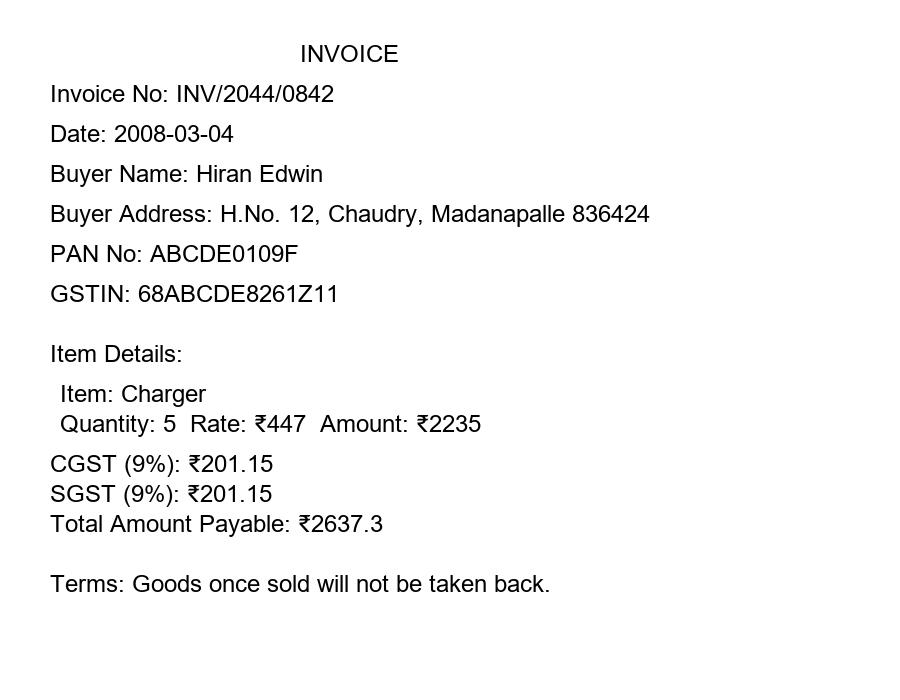 INVOICE
Invoice No: INV/2044/0842
Date: 2008-03-04
Buyer Name: Hiran Edwin
Buyer Address: H.No. 12, Chaudry, Madanapalle 836424
PAN No: ABCDE0109F
GSTIN: 68ABCDE8261Z11
Item Details:
Item: Charger
Quantity: 5  Rate: ₹447  Amount: ₹2235
CGST (9%): ₹201.15
SGST (9%): ₹201.15
Total Amount Payable: ₹2637.3
Terms: Goods once sold will not be taken back.